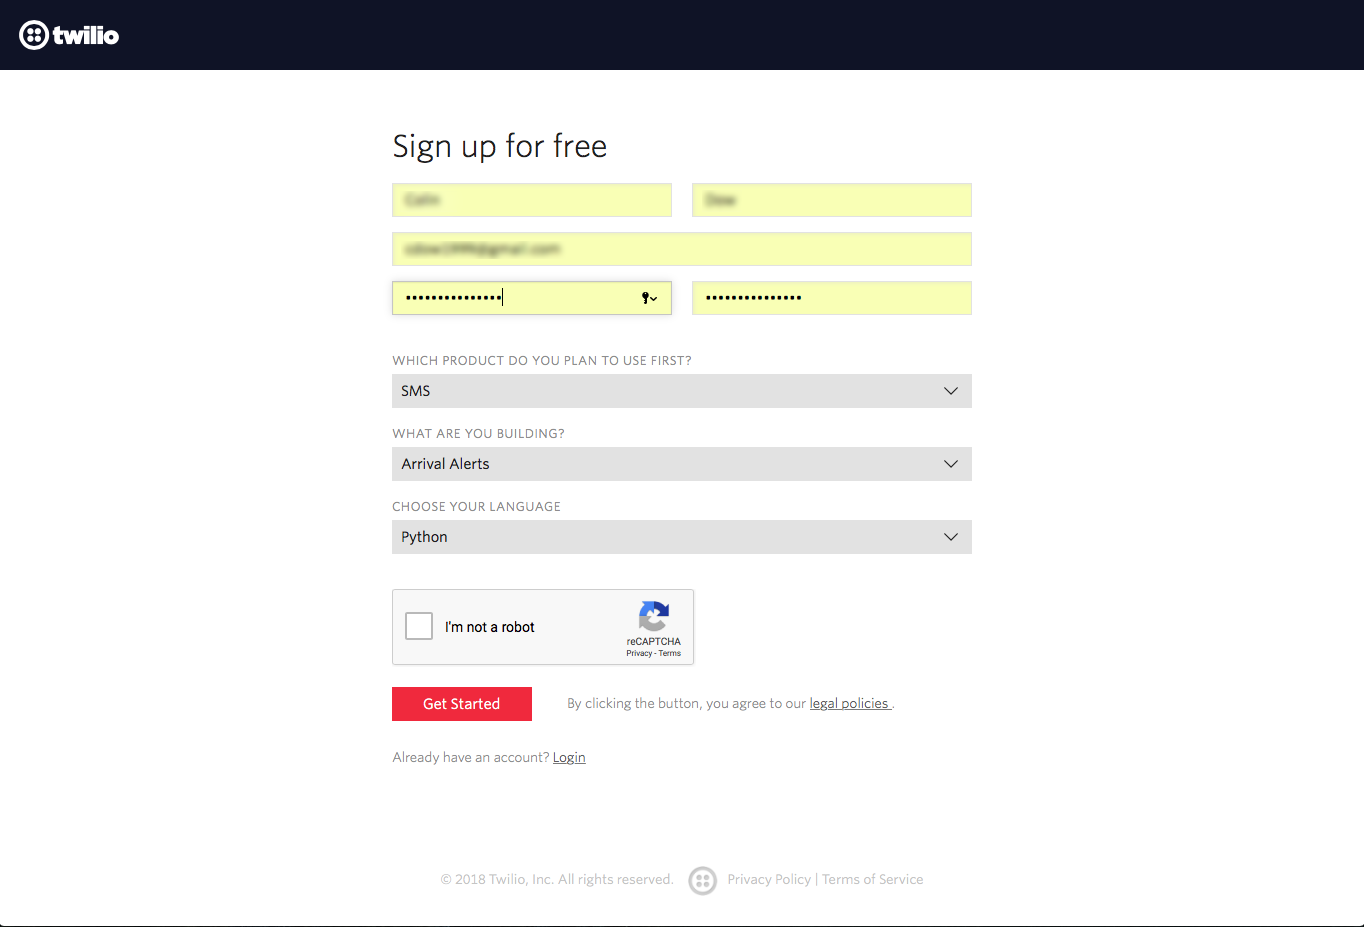 twilio
Sign up for free
••••••••••••••• •••••••••••••••
WHICH PRODUCT DO YOU PLAN TO USE FIRST?
SMS
WHAT ARE YOU BUILDING?
Arrival Alerts
CHOOSE YOUR LANGUAGE
Python
I'm not a robot
reCAPTCHA
Privacy - Terms
Get Started By clicking the button, you agree to our legal policies .
Already have an account? Login
© 2018 Twilio, Inc. All rights reserved. Privacy Policy | Terms of Service